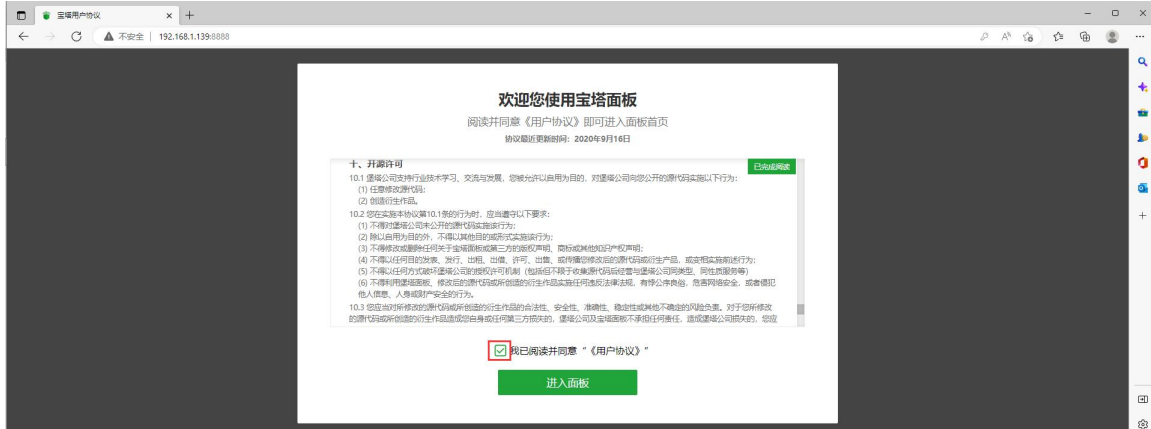 宝塔用户协议
不安全 | 192.168.1.139:8888
欢迎您使用宝塔面板
阅读并同意《用户协议》即可进入面板首页
协议最近更新时间：2020年9月16日
已完成阅读
十、开源许可
10.1 堡塔公司支持行业技术学习、交流与发展，您被允许以自用为目的，对堡塔公司向您公开的源代码实施以下行为：
(1) 任意修改源代码；
(2) 创造衍生作品。
10.2 您在实施本协议第10.1条的行为时，应当遵守以下要求：
(1) 不得对堡塔公司未公开的源代码实施该行为；
(2) 除以自用为目的外，不得以其他目的或形式实施该行为；
(3) 不得修改或删除任何关于宝塔面板或第三方的版权声明、商标或其他知识产权声明；
(4) 不得以任何目的发表、发行、出租、出借、许可、出售、或传播您修改后的源代码或衍生产品，或变相实施前述行为；
(5) 不得以任何方式破坏堡塔公司的授权许可机制（包括但不限于收集源代码后经营与堡塔公司同类型、同性质服务等）
(6) 不得利用堡塔面板、修改后的源代码或所创造的衍生作品实施任何违反法律法规、有悖公序良俗，危害网络安全，或者侵犯
他人信息、人身或财产安全的行为。
10.3 您应当对所修改的源代码或所创造的衍生作品的合法性、安全性、准确性、稳定性或其他不确定的风险负责。对于您所修改
的源代码或所创造的衍生作品造成您自身或任何第三方损失的，堡塔公司及宝塔面板不承担任何责任，造成堡塔公司损失的，您应
我已阅读并同意“《用户协议》”
进入面板